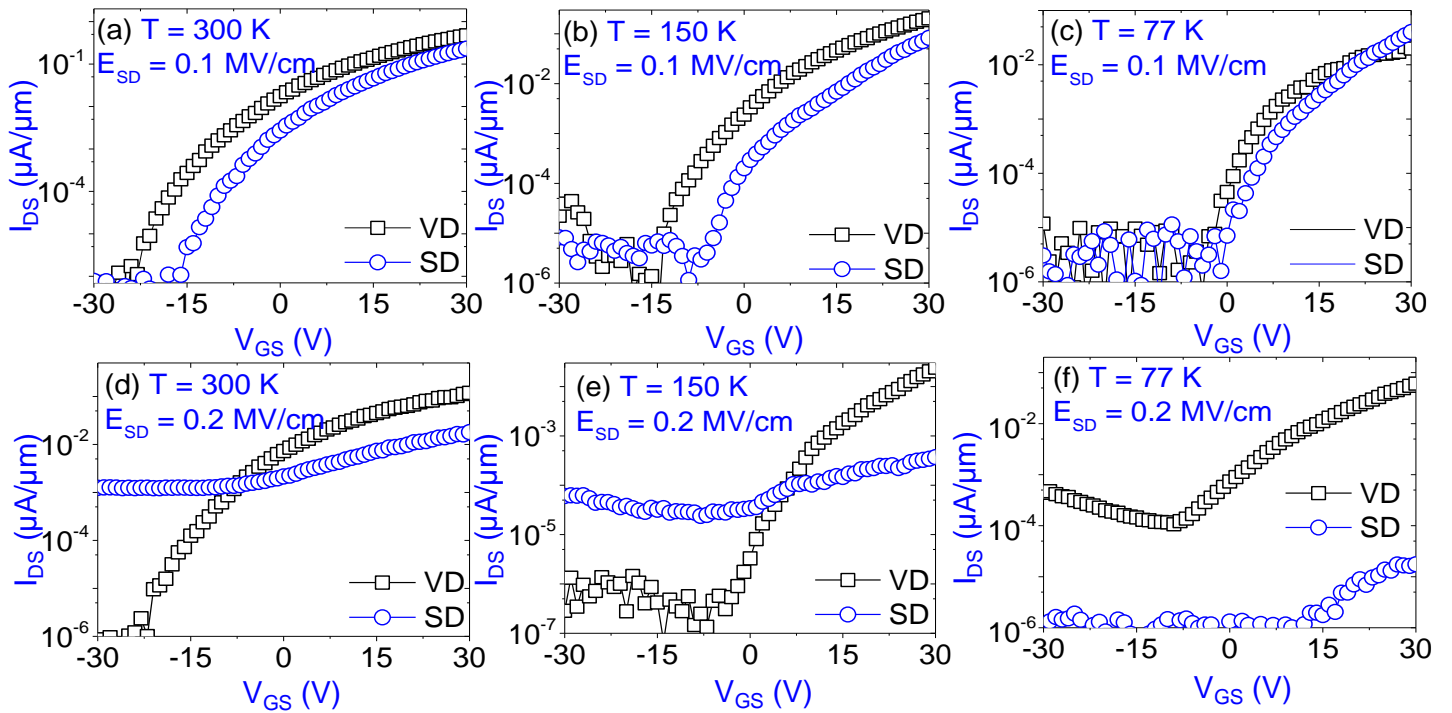 (a) T = 300 K
E_SD = 0.1 MV/cm
I_DS (µA/µm)
10⁻¹
10⁻⁴
VD
SD
-30 -15 0 15 30
V_GS (V)
(b) T = 150 K
E_SD = 0.1 MV/cm
I_DS (µA/µm)
10⁻²
10⁻⁴
10⁻⁶
VD
SD
-30 -15 0 15 30
V_GS (V)
(c) T = 77 K
E_SD = 0.1 MV/cm
I_DS (µA/µm)
10⁻²
10⁻⁴
10⁻⁶
VD
SD
-30 -15 0 15 30
V_GS (V)
(d) T = 300 K
E_SD = 0.2 MV/cm
I_DS (µA/µm)
10⁻²
10⁻⁴
10⁻⁶
VD
SD
-30 -15 0 15 30
V_GS (V)
(e) T = 150 K
E_SD = 0.2 MV/cm
I_DS (µA/µm)
10⁻³
10⁻⁵
10⁻⁷
VD
SD
-30 -15 0 15 30
V_GS (V)
(f) T = 77 K
E_SD = 0.2 MV/cm
I_DS (µA/µm)
10⁻²
10⁻⁴
10⁻⁶
VD
SD
-30 -15 0 15 30
V_GS (V)